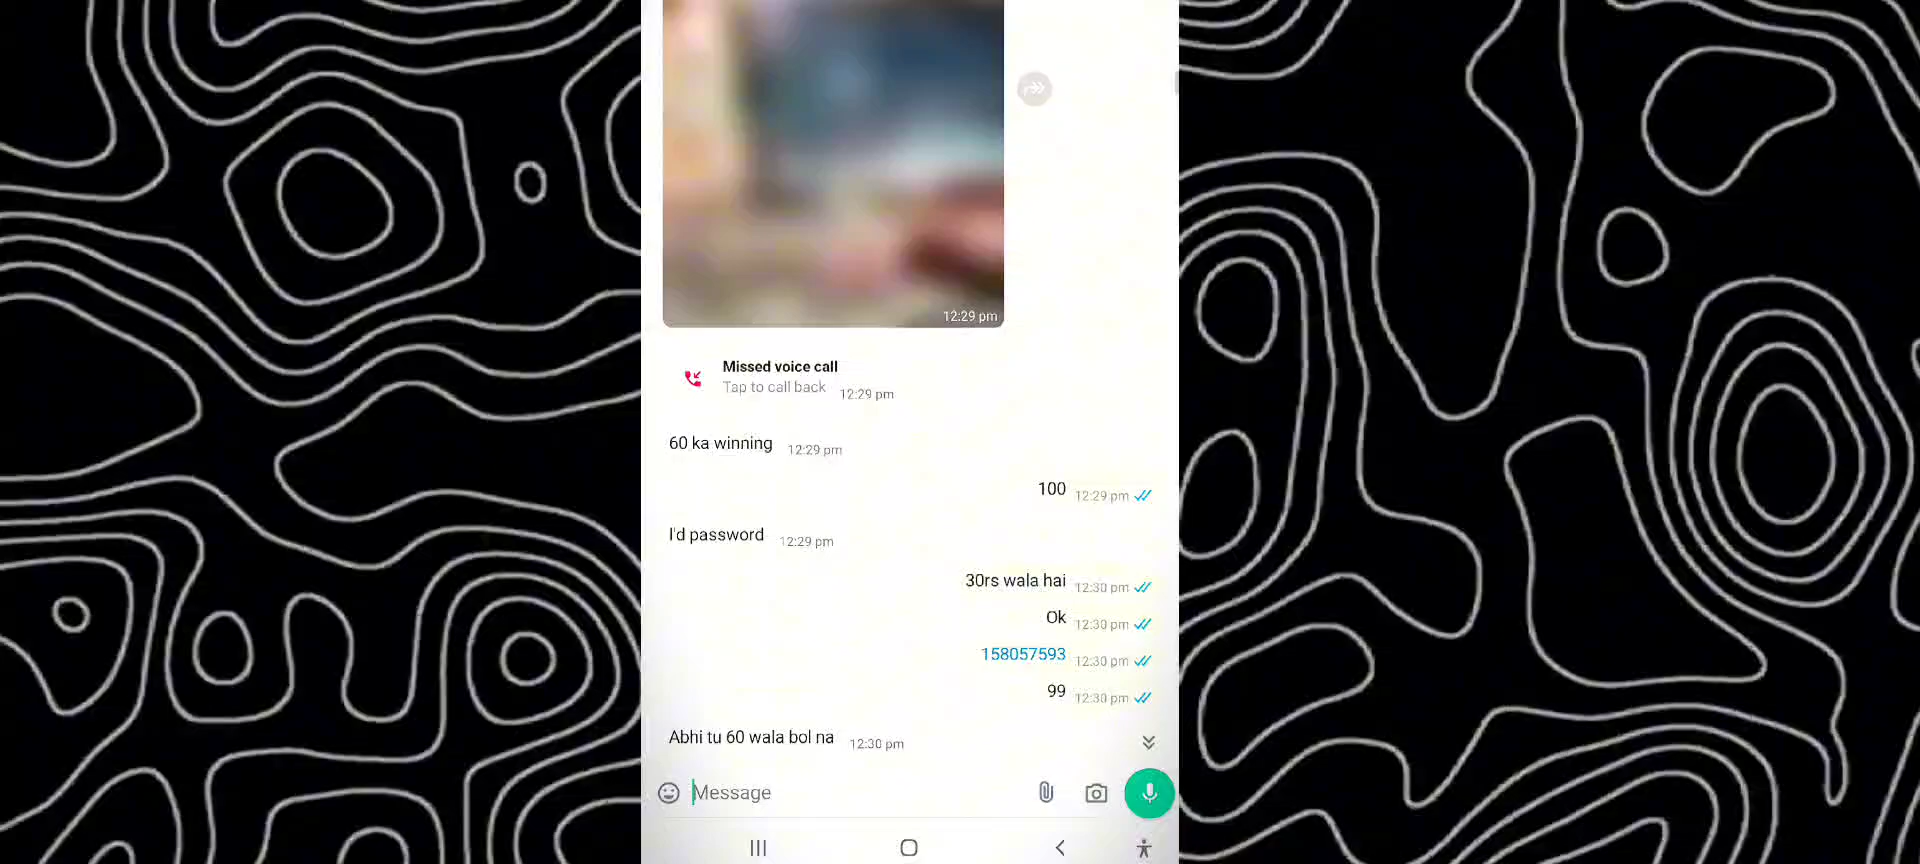 12:29 pm
Missed voice call
Tap to call back 12:29 pm
60 ka winning 12:29 pm
100 12:29 pm
I'd password 12:29 pm
30rs wala hai 12:30 pm
Ok 12:30 pm
158057593 12:30 pm
99 12:30 pm
Abhi tu 60 wala bol na 12:30 pm
Message